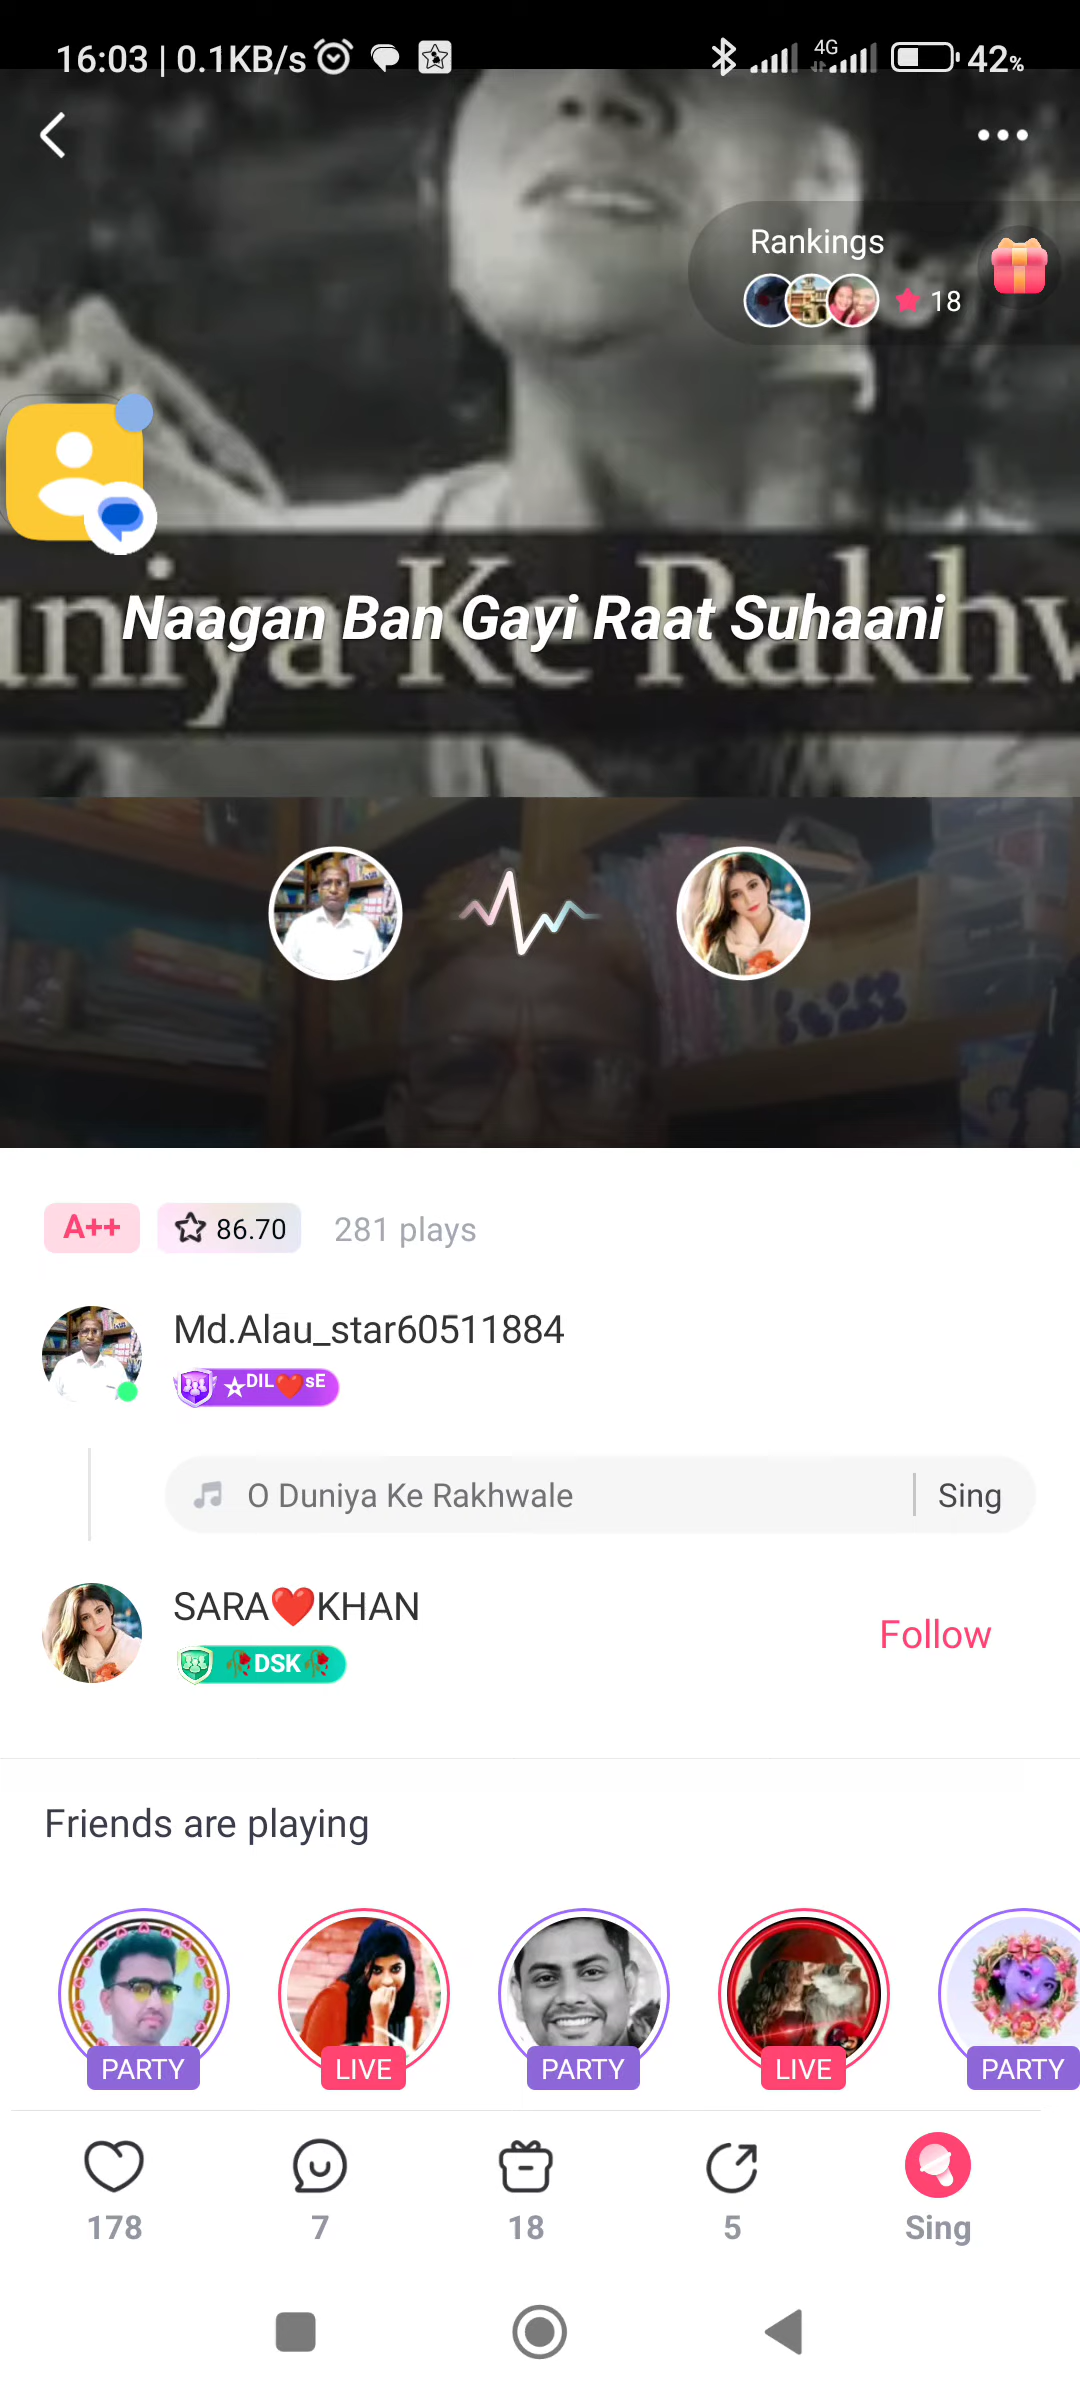 16:03 | 0.1KB/s
4G
42%
Rankings
18
uniya Ke Rakhw
Naagan Ban Gayi Raat Suhaani
A++
86.70
281 plays
Md.Alau_star60511884
☆DIL❤️sE
O Duniya Ke Rakhwale
Sing
SARA❤️KHAN
🥀DSK🥀
Follow
Friends are playing
PARTY
LIVE
PARTY
LIVE
PARTY
178
7
18
5
Sing